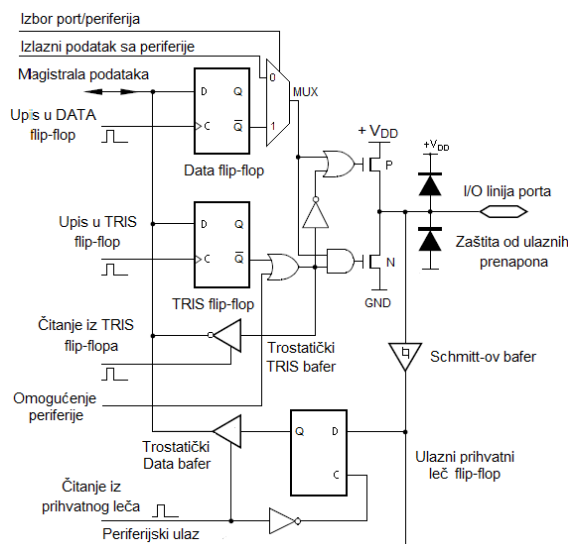 Izbor port/periferija
Izlazni podatak sa periferije
Magistrala podataka
0
MUX
1
D Q
C Q
Upis u DATA
flip-flop
Data flip-flop
+ VDD
P
+VDD
I/O linija porta
Zaštita od ulaznih
prenapona
Upis u TRIS
flip-flop
D
C Q
TRIS flip-flop
N
GND
Čitanje iz TRIS
flip-flopa
Trostatički
TRIS bafer
Schmitt-ov bafer
Omogućenje
periferije
Trostatički
Data bafer
Q D
C
Ulazni prihvatni
leč flip-flop
Čitanje iz
prihvatnog leča
Periferijski ulaz